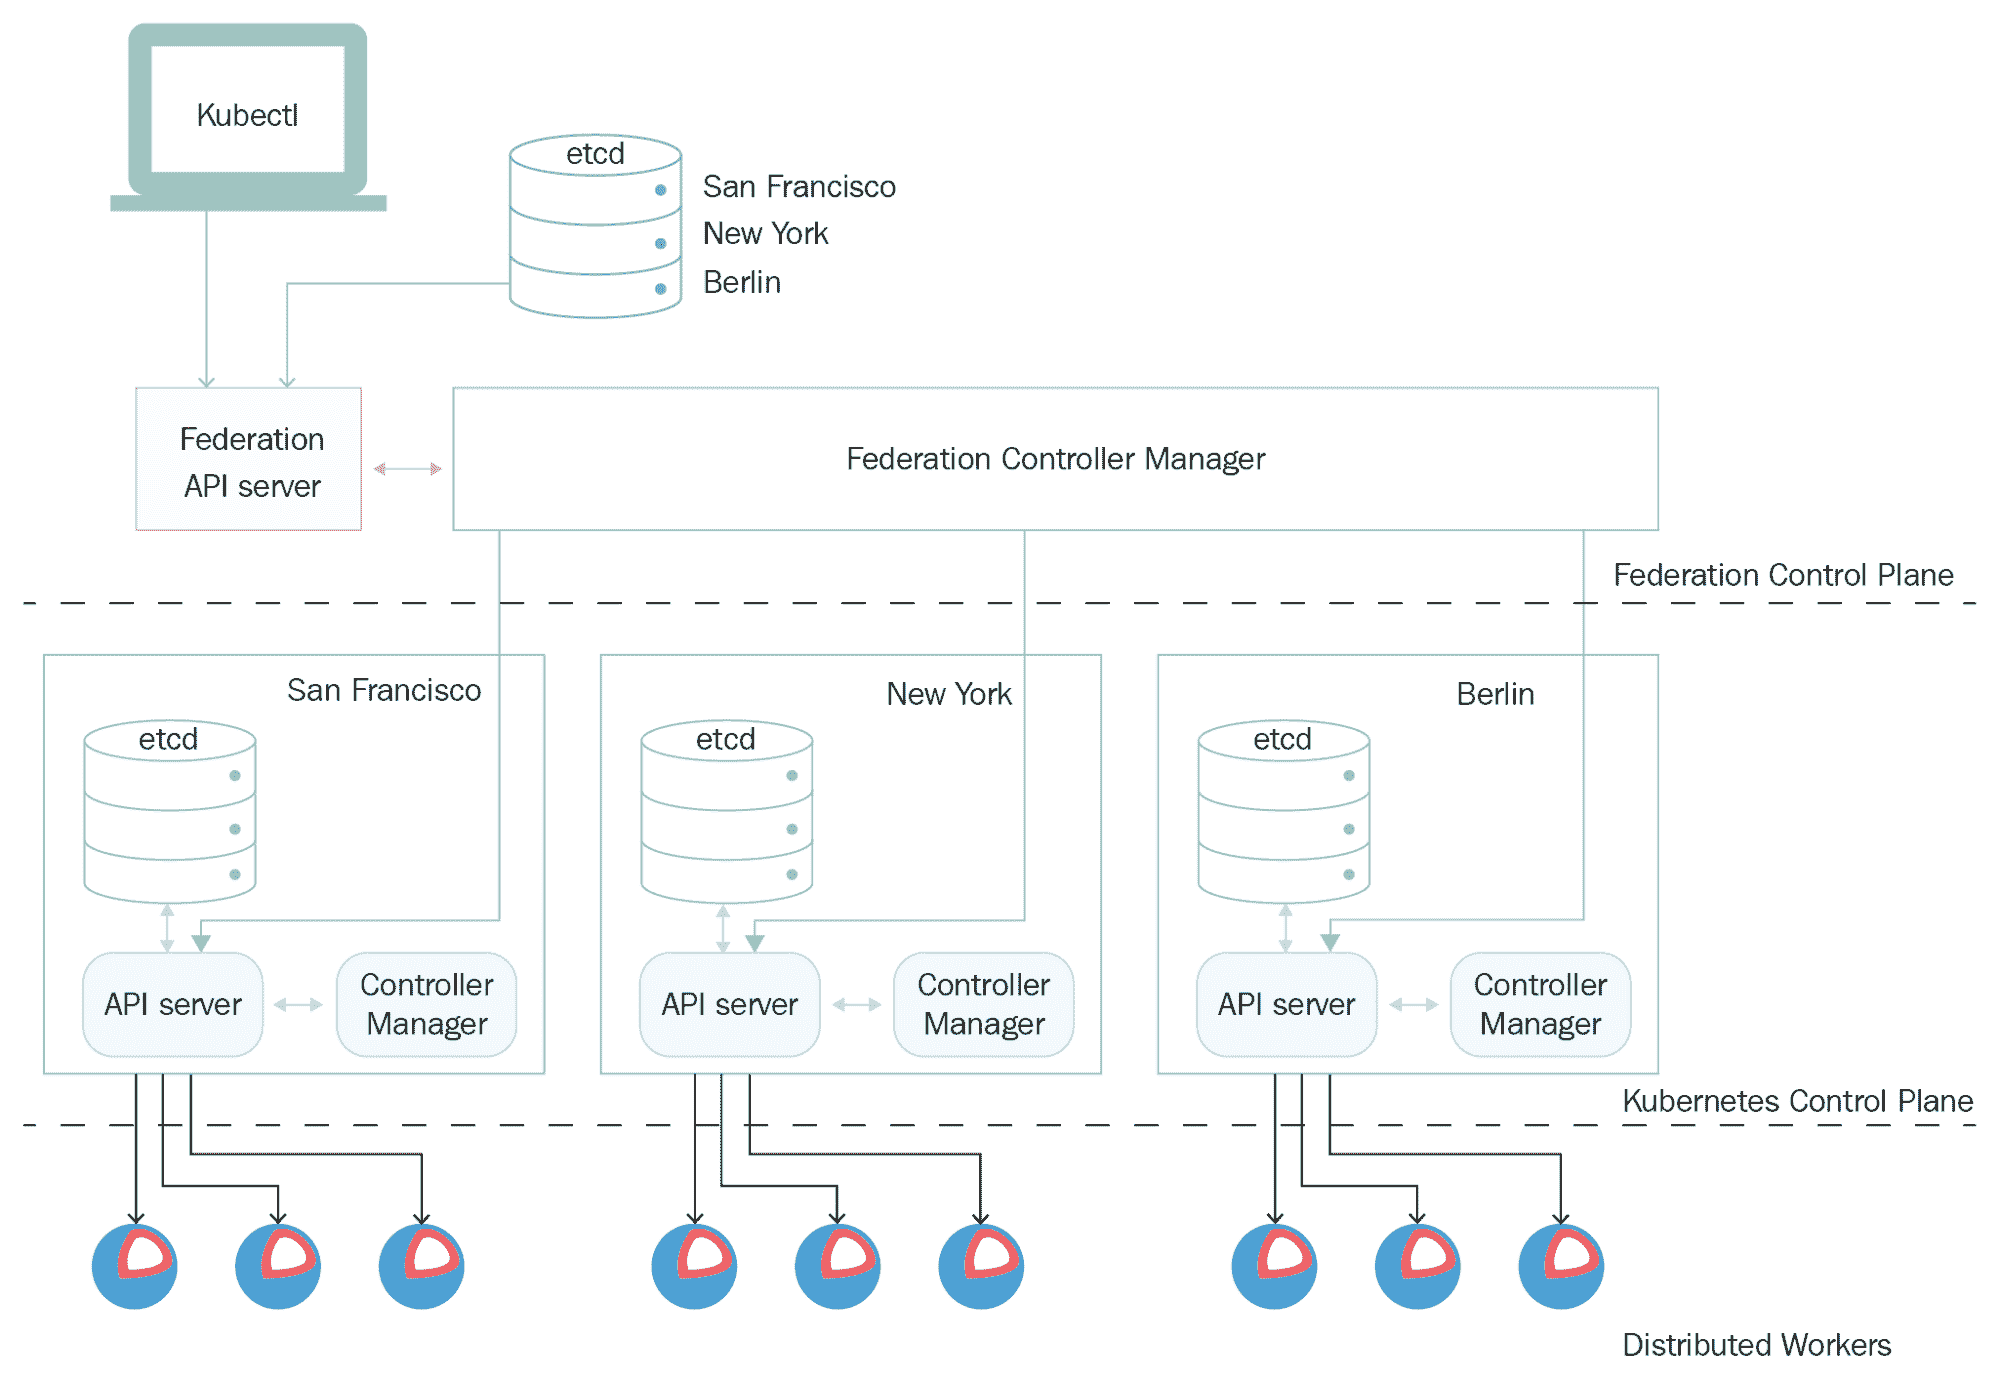 Kubectl
etcd
San Francisco
New York
Berlin
Federation
API server
Federation Controller Manager
Federation Control Plane
San Francisco
etcd
API server
Controller
Manager
New York
etcd
API server
Controller
Manager
Berlin
etcd
API server
Controller
Manager
Kubernetes Control Plane
Distributed Workers